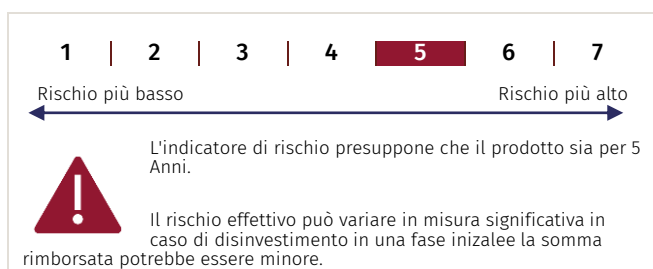 1 | 2 | 3 | 4 | 5 | 6 | 7
Rischio più basso Rischio più alto
L'indicatore di rischio presuppone che il prodotto sia per 5
Anni.
Il rischio effettivo può variare in misura significativa in
caso di disinvestimento in una fase inizalee la somma
rimborsata potrebbe essere minore.